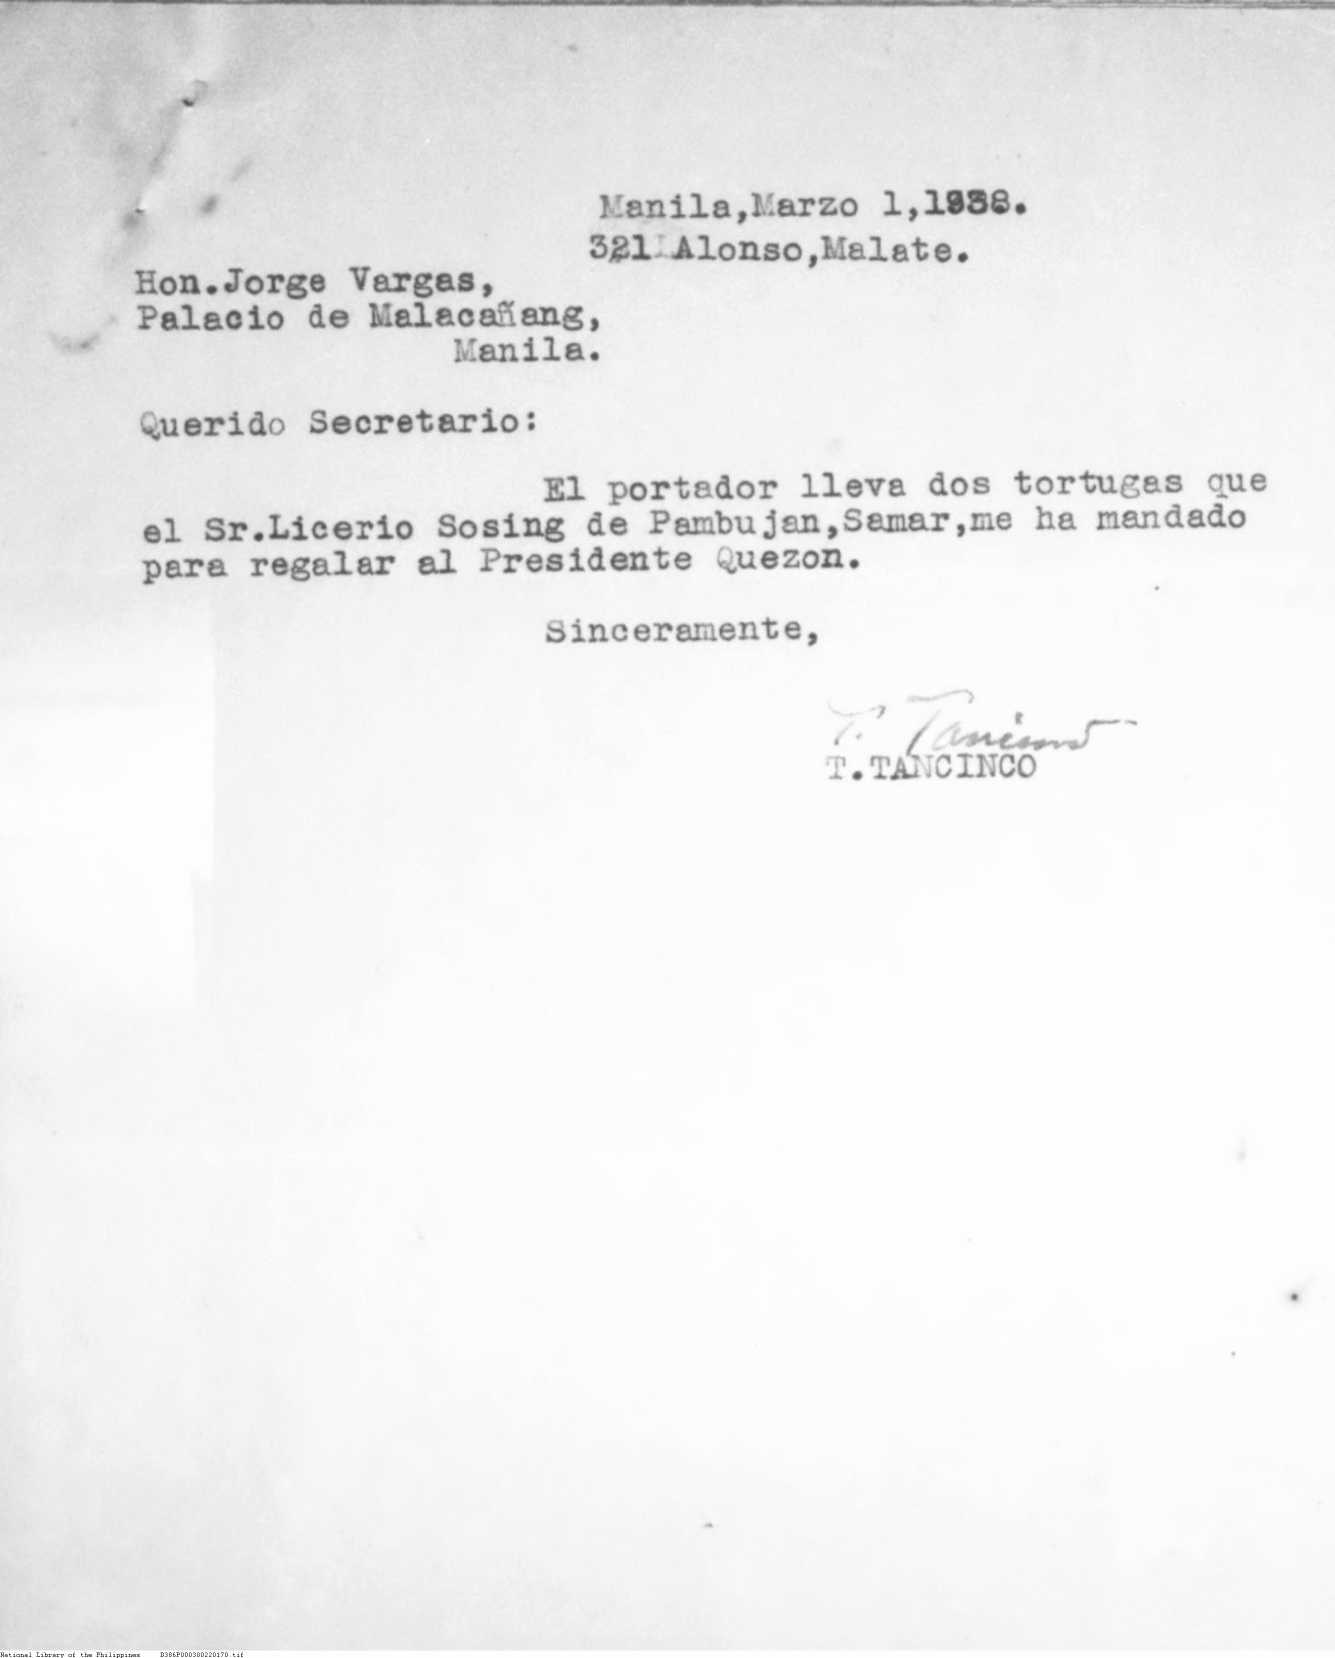 Manila,Marzo 1,1938.
321 Alonso,Malate.
Hon.Jorge Vargas,
Palacio de Malacañang,
Manila.
Querido Secretario:
El portador lleva dos tortugas que
el Sr.Licerio Sosing de Pambujan,Samar,me ha mandado
para regalar al Presidente Quezon.
Sinceramente,
T. Tancinco
T.TANCINCO
National Library of the Philippines B386P000300220170.tif